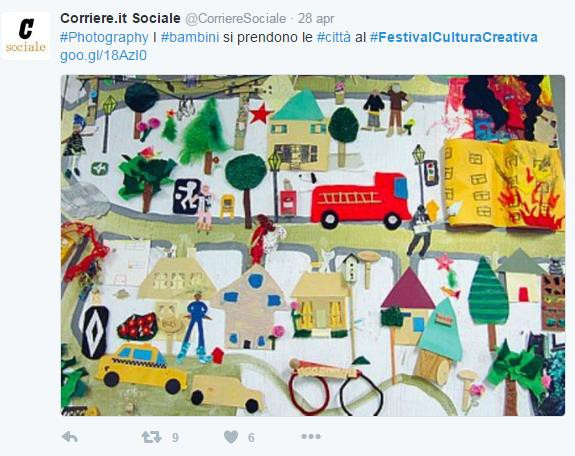 C
sociale
Corriere.it Sociale @CorriereSociale · 28 apr
#Photography I #bambini si prendono le #città al #FestivalCulturaCreativa
goo.gl/18AzI0
9
6